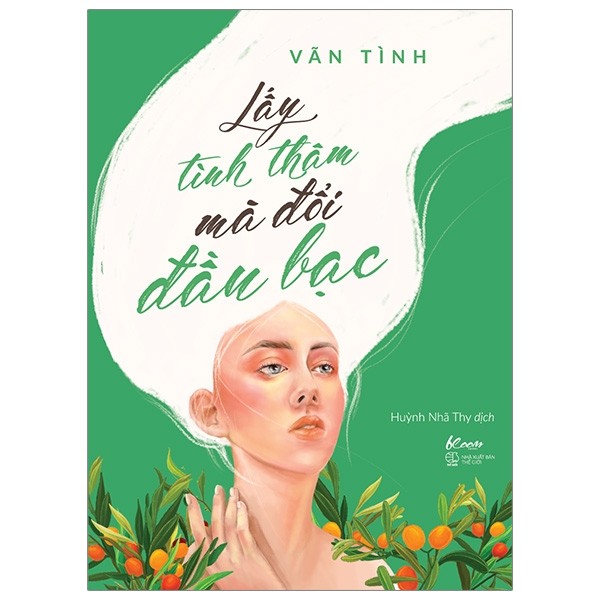 VÃN TÌNH
Lấy
tình thâm
mà đổi
đầu bạc
Huỳnh Nhã Thy dịch
bloom
NHÀ XUẤT BẢN
THẾ GIỚI